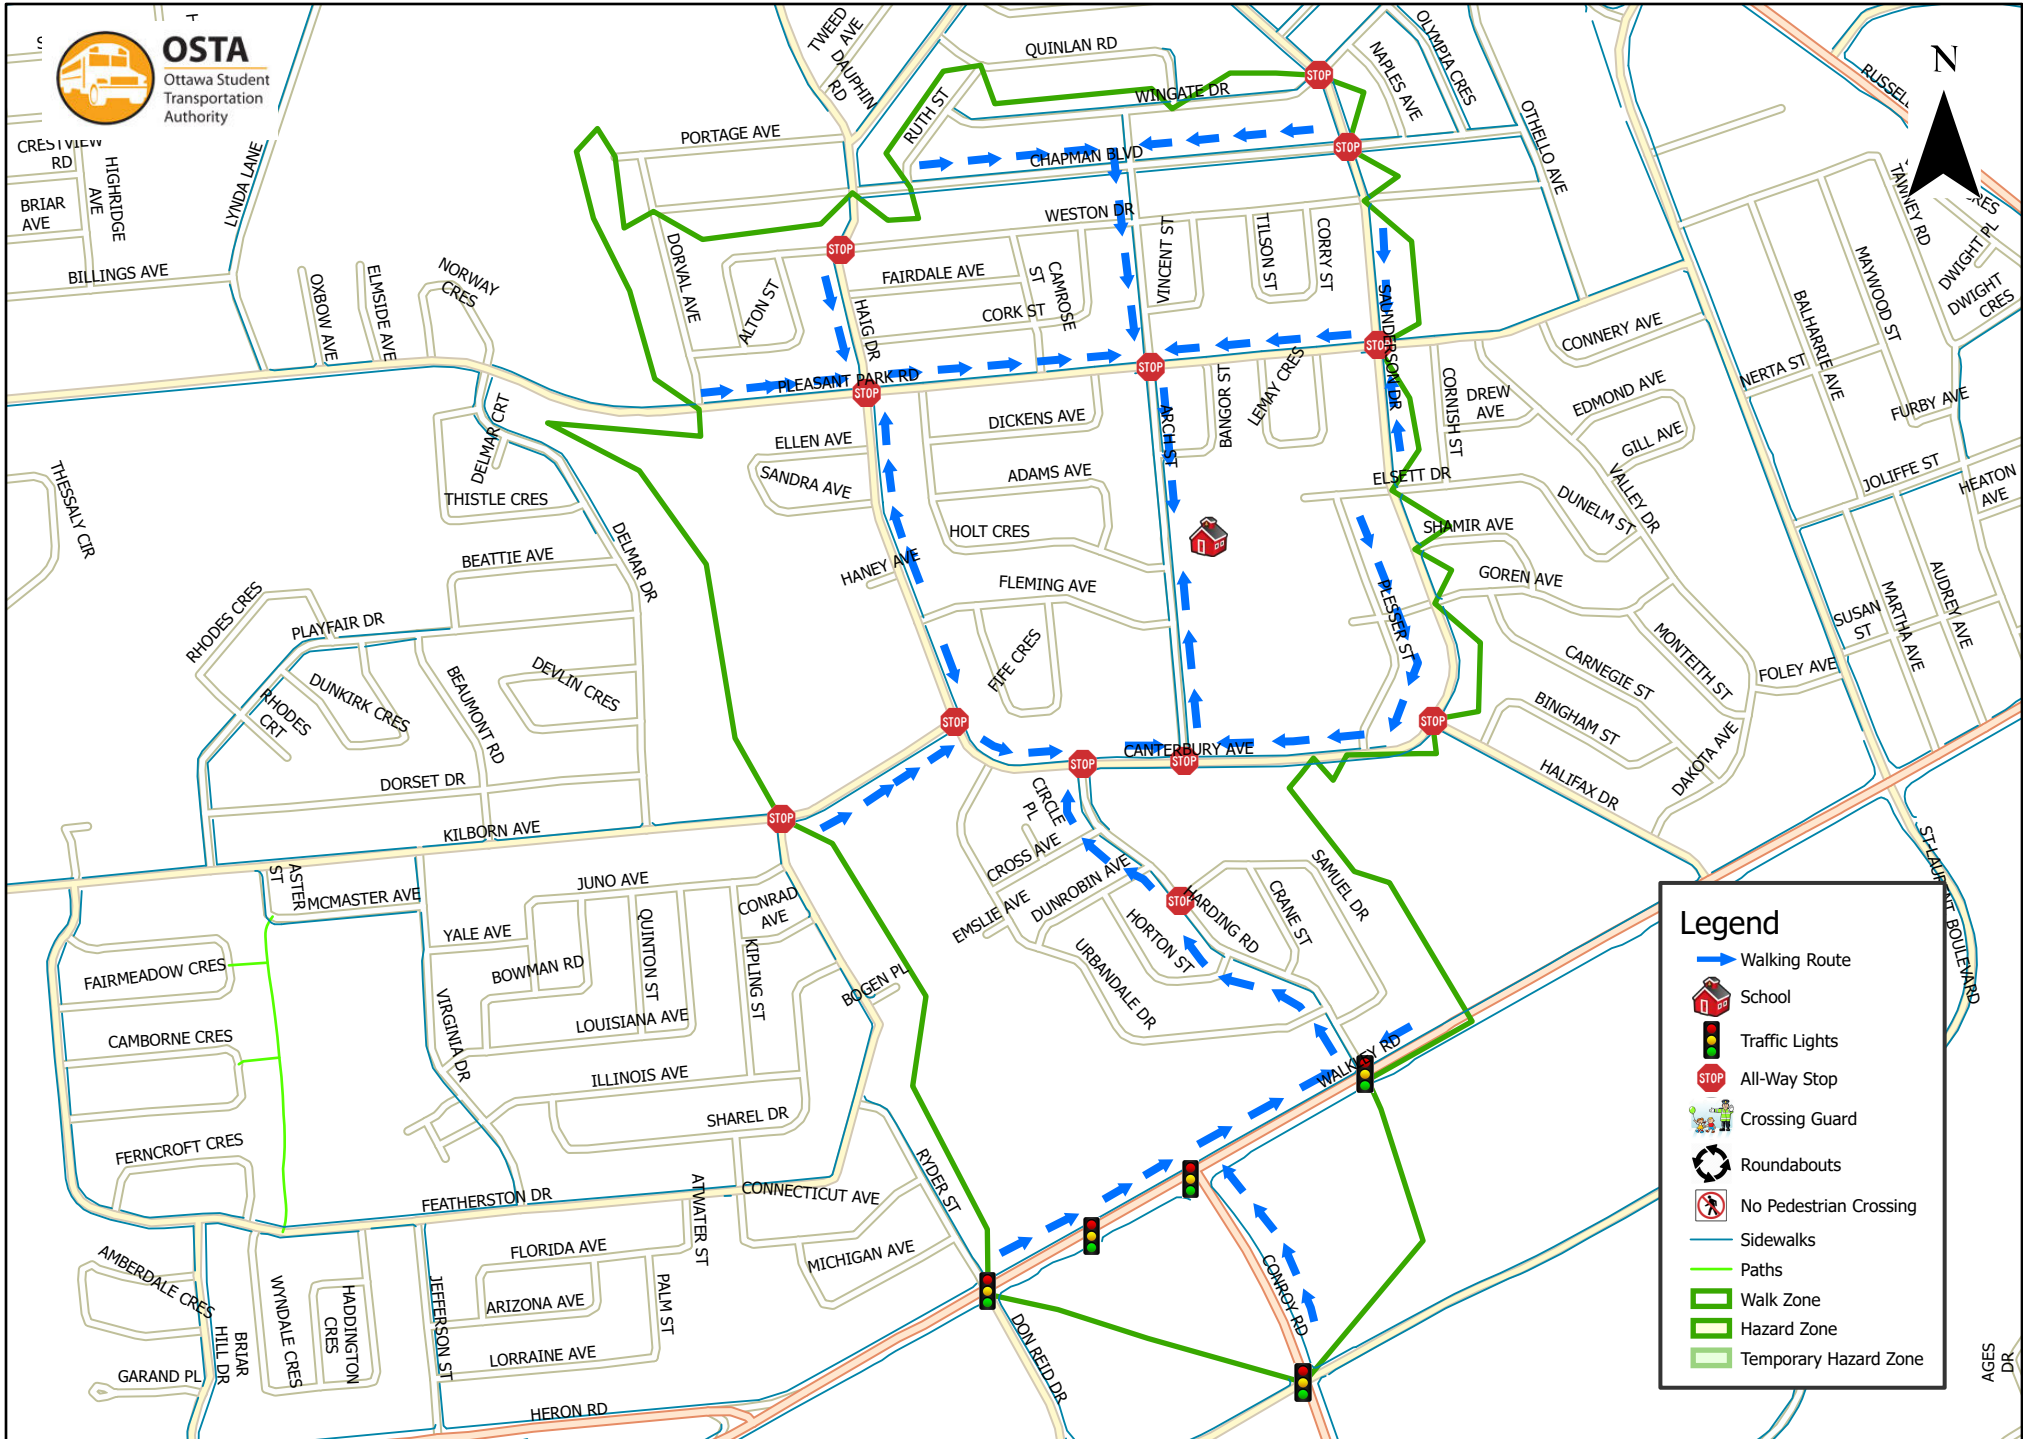 OSTA
Ottawa Student
Transportation
Authority
N
TWEED
AVE
DAUPHIN
RD
QUINLAN RD
WINGATE DR
RUTH ST
NAPLES AVE
OLYMPIA CRES
OTHELLO AVE
CRESTVIEW
RD
HIGHRIDGE
AVE
BRIAR
AVE
LYNDA LANE
PORTAGE AVE
CHAPMAN BLVD
WESTON DR
BILLINGS AVE
OXBOW AVE
ELMSIDE AVE
NORWAY
CRES
DORVAL AVE
ALTON ST
HAIG DR
FAIRDALE AVE
CORK ST
CAMROSE
ST
VINCENT ST
TILSON ST
CORRY ST
SAUNDERSON DR
TAWNEY RD
DWIGHT PL
DWIGHT
CRES
MAYWOOD ST
BALHARRIE AVE
CONNERY AVE
NERTA ST
FURBY AVE
PLEASANT PARK RD
DICKENS AVE
ELLEN AVE
SANDRA AVE
ADAMS AVE
HOLT CRES
ARCH ST
BANGOR ST
LEMAY CRES
CORNISH ST
DREW
AVE
EDMOND AVE
GILL AVE
VALLEY DR
JOLIFFE ST
HEATON
AVE
ELSETT DR
DUNELM ST
SHAMIR AVE
GOREN AVE
DELMAR CRT
THISTLE CRES
DELMAR DR
BEATTIE AVE
THESSALY CIR
RHODES CRES
PLAYFAIR DR
HANEY AVE
FLEMING AVE
FIFE CRES
PLESSER ST
CARNEGIE ST
MONTEITH ST
BINGHAM ST
DAKOTA AVE
FOLEY AVE
SUSAN
ST
MARTHA AVE
AUDREY AVE
RHODES
CRT
DUNKIRK CRES
BEAUMONT RD
DEVLIN CRES
DORSET DR
KILBORN AVE
CANTERBURY AVE
HALIFAX DR
ASTER
ST
MCMASTER AVE
JUNO AVE
CONRAD
AVE
YALE AVE
BOWMAN RD
QUINTON ST
KIPLING ST
BOGEN PL
CIRCLE
PL
CROSS AVE
EMSLIE AVE
DUNROBIN AVE
HORTON ST
HARDING RD
CRANE ST
SAMUEL DR
URBANDALE DR
WALKLEY RD
FAIRMEADOW CRES
CAMBORNE CRES
FERNCROFT CRES
VIRGINIA DR
LOUISIANA AVE
ILLINOIS AVE
SHAREL DR
FEATHERSTON DR
ATWATER ST
CONNECTICUT AVE
RYDER ST
MICHIGAN AVE
CONROY RD
DON REID DR
AMBERDALE CRES
GARAND PL
BRIAR
HILL DR
WYNDALE CRES
HADDINGTON
CRES
JEFFERSON ST
FLORIDA AVE
ARIZONA AVE
LORRAINE AVE
PALM ST
HERON RD
ST LAURENT BOULEVARD
AGES
DR
STOP
STOP
STOP
STOP
STOP
STOP
STOP
STOP
STOP
STOP
STOP
STOP
Legend
Walking Route
School
Traffic Lights
STOP All-Way Stop
Crossing Guard
Roundabouts
No Pedestrian Crossing
Sidewalks
Paths
Walk Zone
Hazard Zone
Temporary Hazard Zone